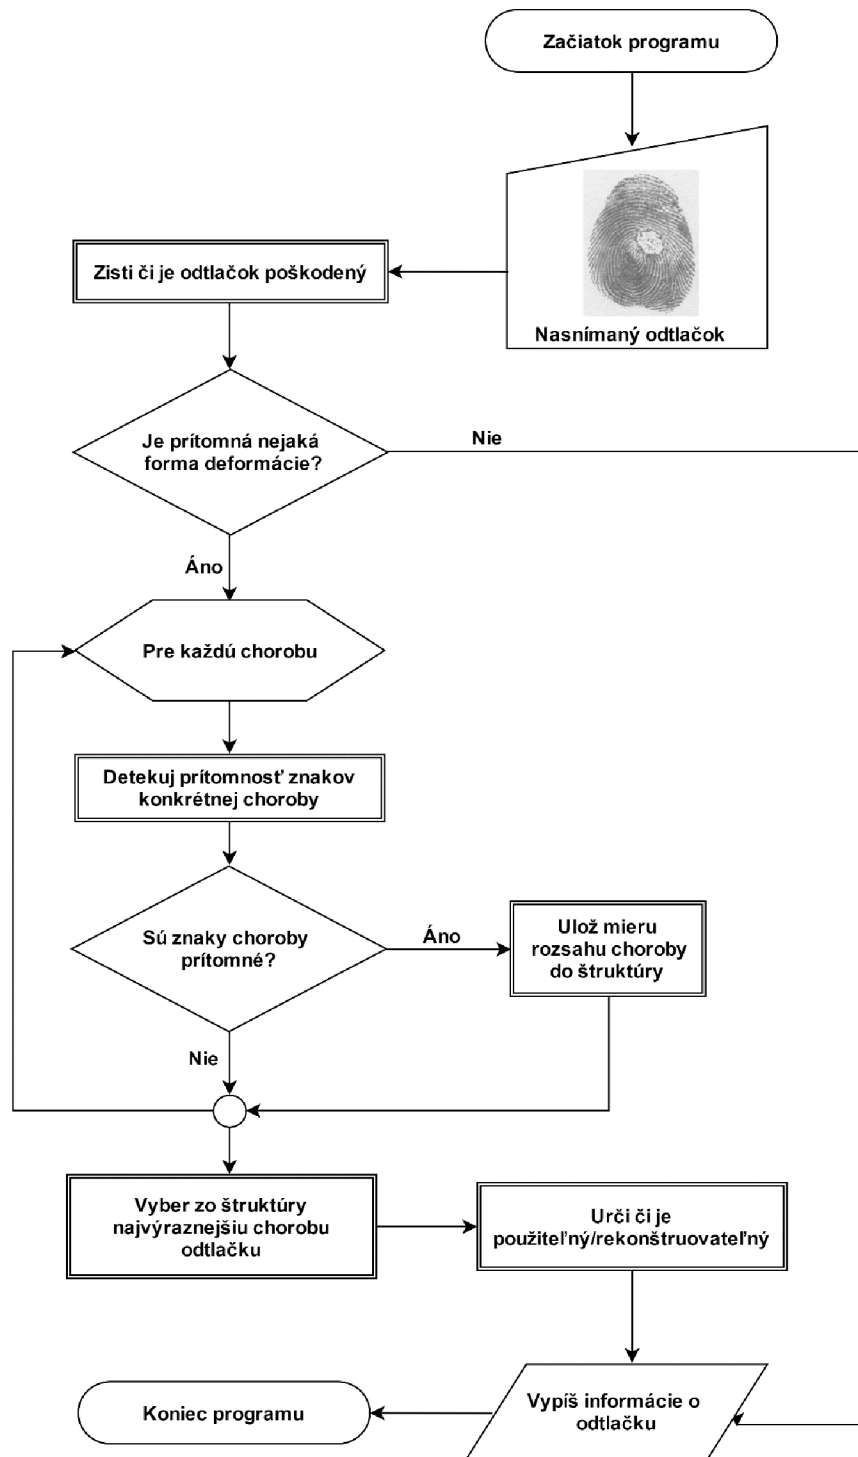 Začiatok programu
Nasnímaný odtlačok
Zisti či je odtlačok poškodený
Je prítomná nejaká
forma deformácie?
Nie
Áno
Pre každú chorobu
Detekuj prítomnosť znakov
konkrétnej choroby
Sú znaky choroby
prítomné?
Áno
Ulož mieru
rozsahu choroby
do štruktúry
Nie
Vyber zo štruktúry
najvýraznejšiu chorobu
odtlačku
Urči či je
použiteľný/rekonštruovateľný
Vypíš informácie o
odtlačku
Koniec programu